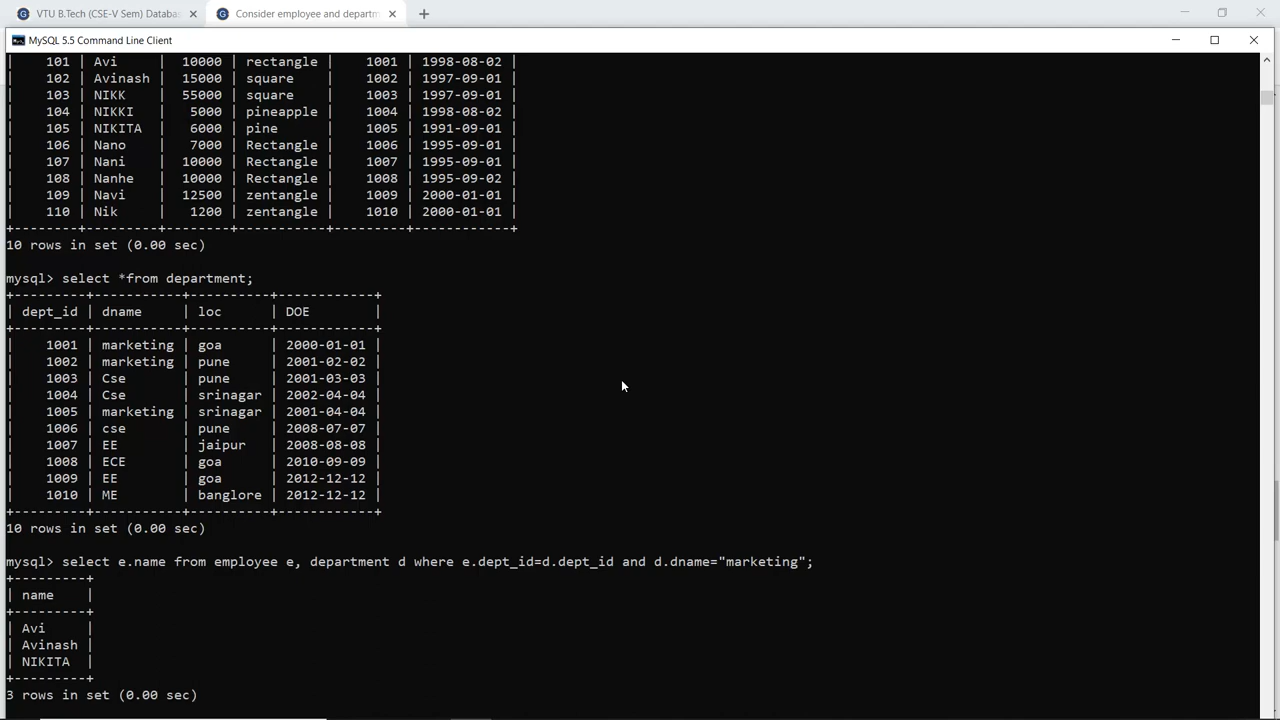 VTU B.Tech (CSE-V Sem) Databa
Consider employee and departm
MySQL 5.5 Command Line Client
| 101 | Avi | 10000 | rectangle | 1001 | 1998-08-02 |
| 102 | Avinash | 15000 | square | 1002 | 1997-09-01 |
| 103 | NIKK | 55000 | square | 1003 | 1997-09-01 |
| 104 | NIKKI | 5000 | pineapple | 1004 | 1998-08-02 |
| 105 | NIKITA | 6000 | pine | 1005 | 1991-09-01 |
| 106 | Nano | 7000 | Rectangle | 1006 | 1995-09-01 |
| 107 | Nani | 10000 | Rectangle | 1007 | 1995-09-01 |
| 108 | Nanhe | 10000 | Rectangle | 1008 | 1995-09-02 |
| 109 | Navi | 12500 | zentangle | 1009 | 2000-01-01 |
| 110 | Nik | 1200 | zentangle | 1010 | 2000-01-01 |
+---------+---------+--------+-----------+---------+------------+
10 rows in set (0.00 sec)
mysql> select *from department;
+---------+-----------+----------+------------+
| dept_id | dname | loc | DOE |
+---------+-----------+----------+------------+
| 1001 | marketing | goa | 2000-01-01 |
| 1002 | marketing | pune | 2001-02-02 |
| 1003 | Cse | pune | 2001-03-03 |
| 1004 | Cse | srinagar | 2002-04-04 |
| 1005 | marketing | srinagar | 2001-04-04 |
| 1006 | cse | pune | 2008-07-07 |
| 1007 | EE | jaipur | 2008-08-08 |
| 1008 | ECE | goa | 2010-09-09 |
| 1009 | EE | goa | 2012-12-12 |
| 1010 | ME | banglore | 2012-12-12 |
+---------+-----------+----------+------------+
10 rows in set (0.00 sec)
mysql> select e.name from employee e, department d where e.dept_id=d.dept_id and d.dname="marketing";
+---------+
| name |
+---------+
| Avi |
| Avinash |
| NIKITA |
+---------+
3 rows in set (0.00 sec)